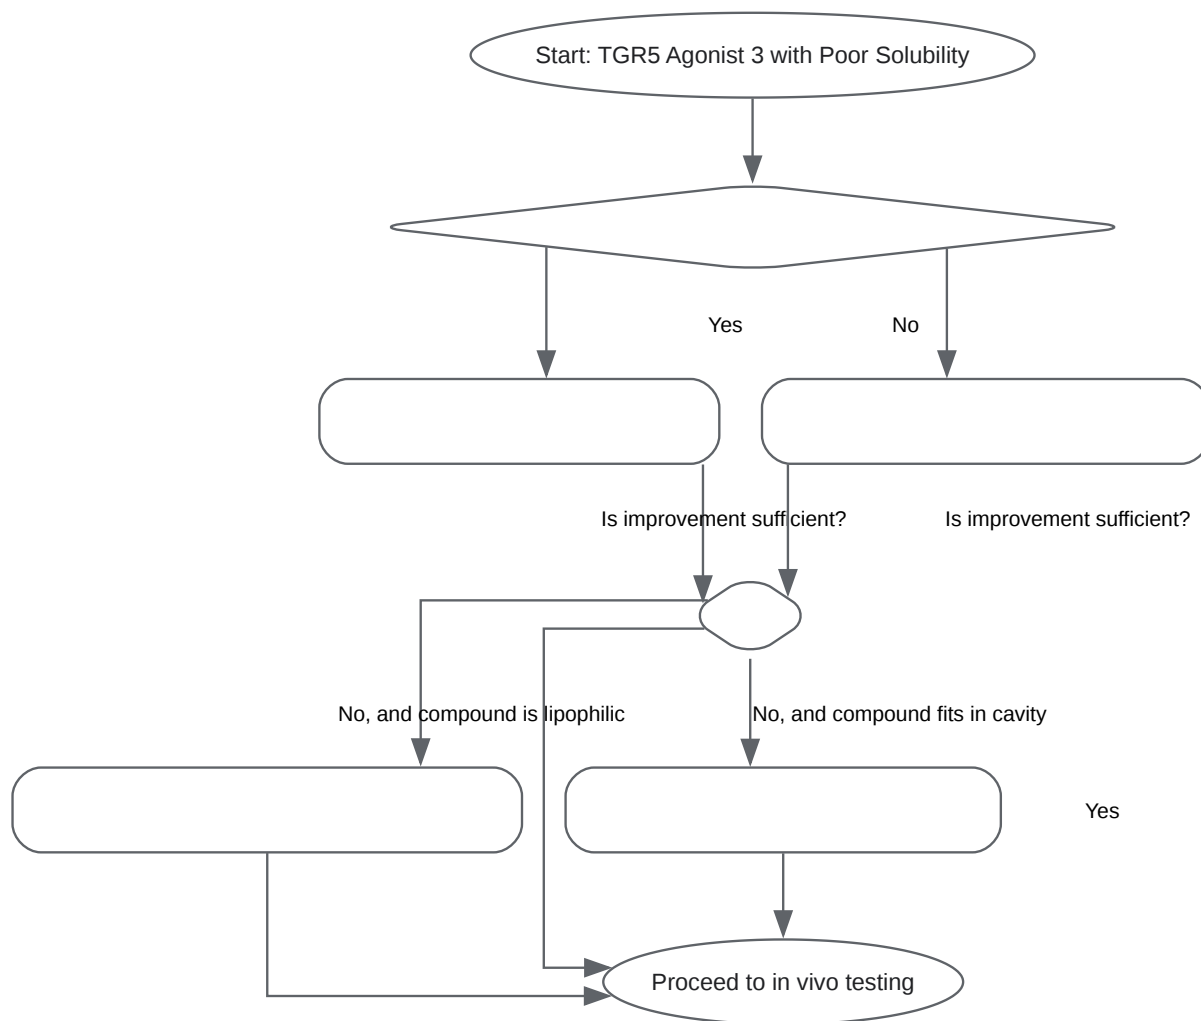 Start: TGR5 Agonist 3 with Poor Solubility
Yes
No
Is improvement sufficient?
Is improvement sufficient?
No, and compound is lipophilic
No, and compound fits in cavity
Yes
Proceed to in vivo testing